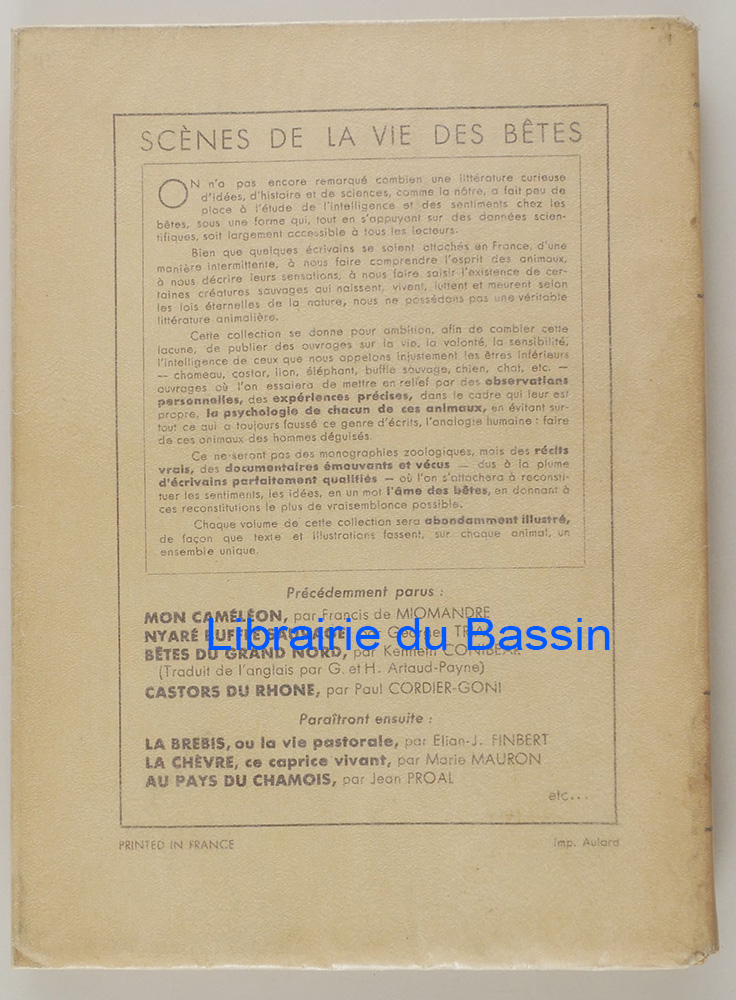 SCÈNES DE LA VIE DES BÊTES
ON n'a pas encore remarqué combien une littérature curieuse
d'idées, d'histoire et de sciences, comme la nôtre, a fait peu de
place à l'étude de l'intelligence et des sentiments chez les
bêtes, sous une forme qui, tout en s'appuyant sur des données scien-
tifiques, soit largement accessible à tous les lecteurs.
Bien que quelques écrivains se soient attachés en France, d'une
manière intermittente, à nous faire comprendre l'esprit des animaux,
à nous décrire leurs sensations, à nous faire saisir l'existence de cer-
taines créatures sauvages qui naissent, vivent, luttent et meurent selon
les lois éternelles de la nature, nous ne possédons pas une véritable
littérature animalière.
Cette collection se donne pour ambition, afin de combler cette
lacune, de publier des ouvrages sur la vie, la volonté, la sensibilité,
l'intelligence de ceux que nous appelons injustement les êtres inférieurs
— chameau, castor, lion, éléphant, buffle sauvage, chien, chat, etc. —
ouvrages où l'on essaiera de mettre en relief par des observations
personnelles, des expériences précises, dans le cadre qui leur est
propre, la psychologie de chacun de ces animaux, en évitant sur-
tout ce qui a toujours faussé ce genre d'écrits, l'analogie humaine : faire
de ces animaux des hommes déguisés.
Ce ne seront pas des monographies zoologiques, mais des récits
vrais, des documentaires émouvants et vécus — dus à la plume
d'écrivains parfaitement qualifiés — où l'on s'attachera à reconsti-
tuer les sentiments, les idées, en un mot l'âme des bêtes, en donnant à
ces reconstitutions le plus de vraisemblance possible.
Chaque volume de cette collection sera abondamment illustré,
de façon que texte et illustrations fassent, sur chaque animal, un
ensemble unique.
Précédemment parus :
MON CAMÉLÉON, par Francis de MIOMANDRE
NYARÉ BUFFLE SAUVAGE, Georges
Librairie du Bassin
BÊTES DU GRAND NORD, par Kenneth CONIBEAR
(Traduit de l'anglais par G. et H. Artaud-Payne)
CASTORS DU RHONE, par Paul CORDIER-GONI
Paraîtront ensuite :
LA BREBIS, ou la vie pastorale, par Elian-J. FINBERT
LA CHÈVRE, ce caprice vivant, par Marie MAURON
AU PAYS DU CHAMOIS, par Jean PROAL
etc...
PRINTED IN FRANCE
Imp. Aulard